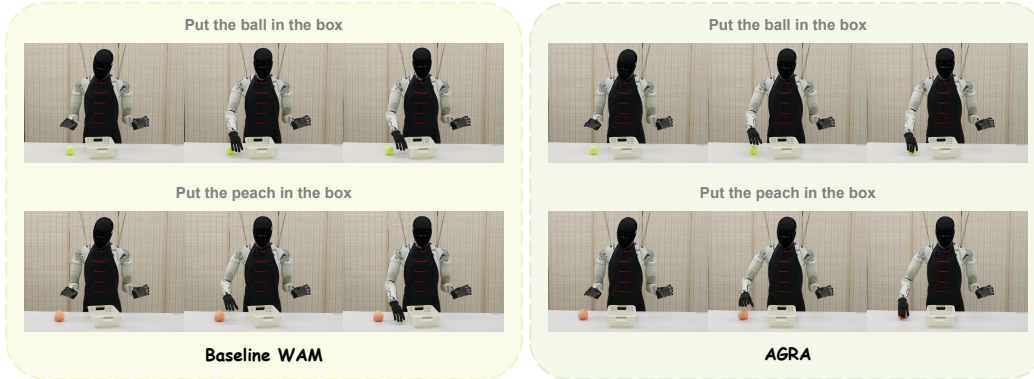 Put the ball in the box
Put the peach in the box
Baseline WAM
Put the ball in the box
Put the peach in the box
AGRA